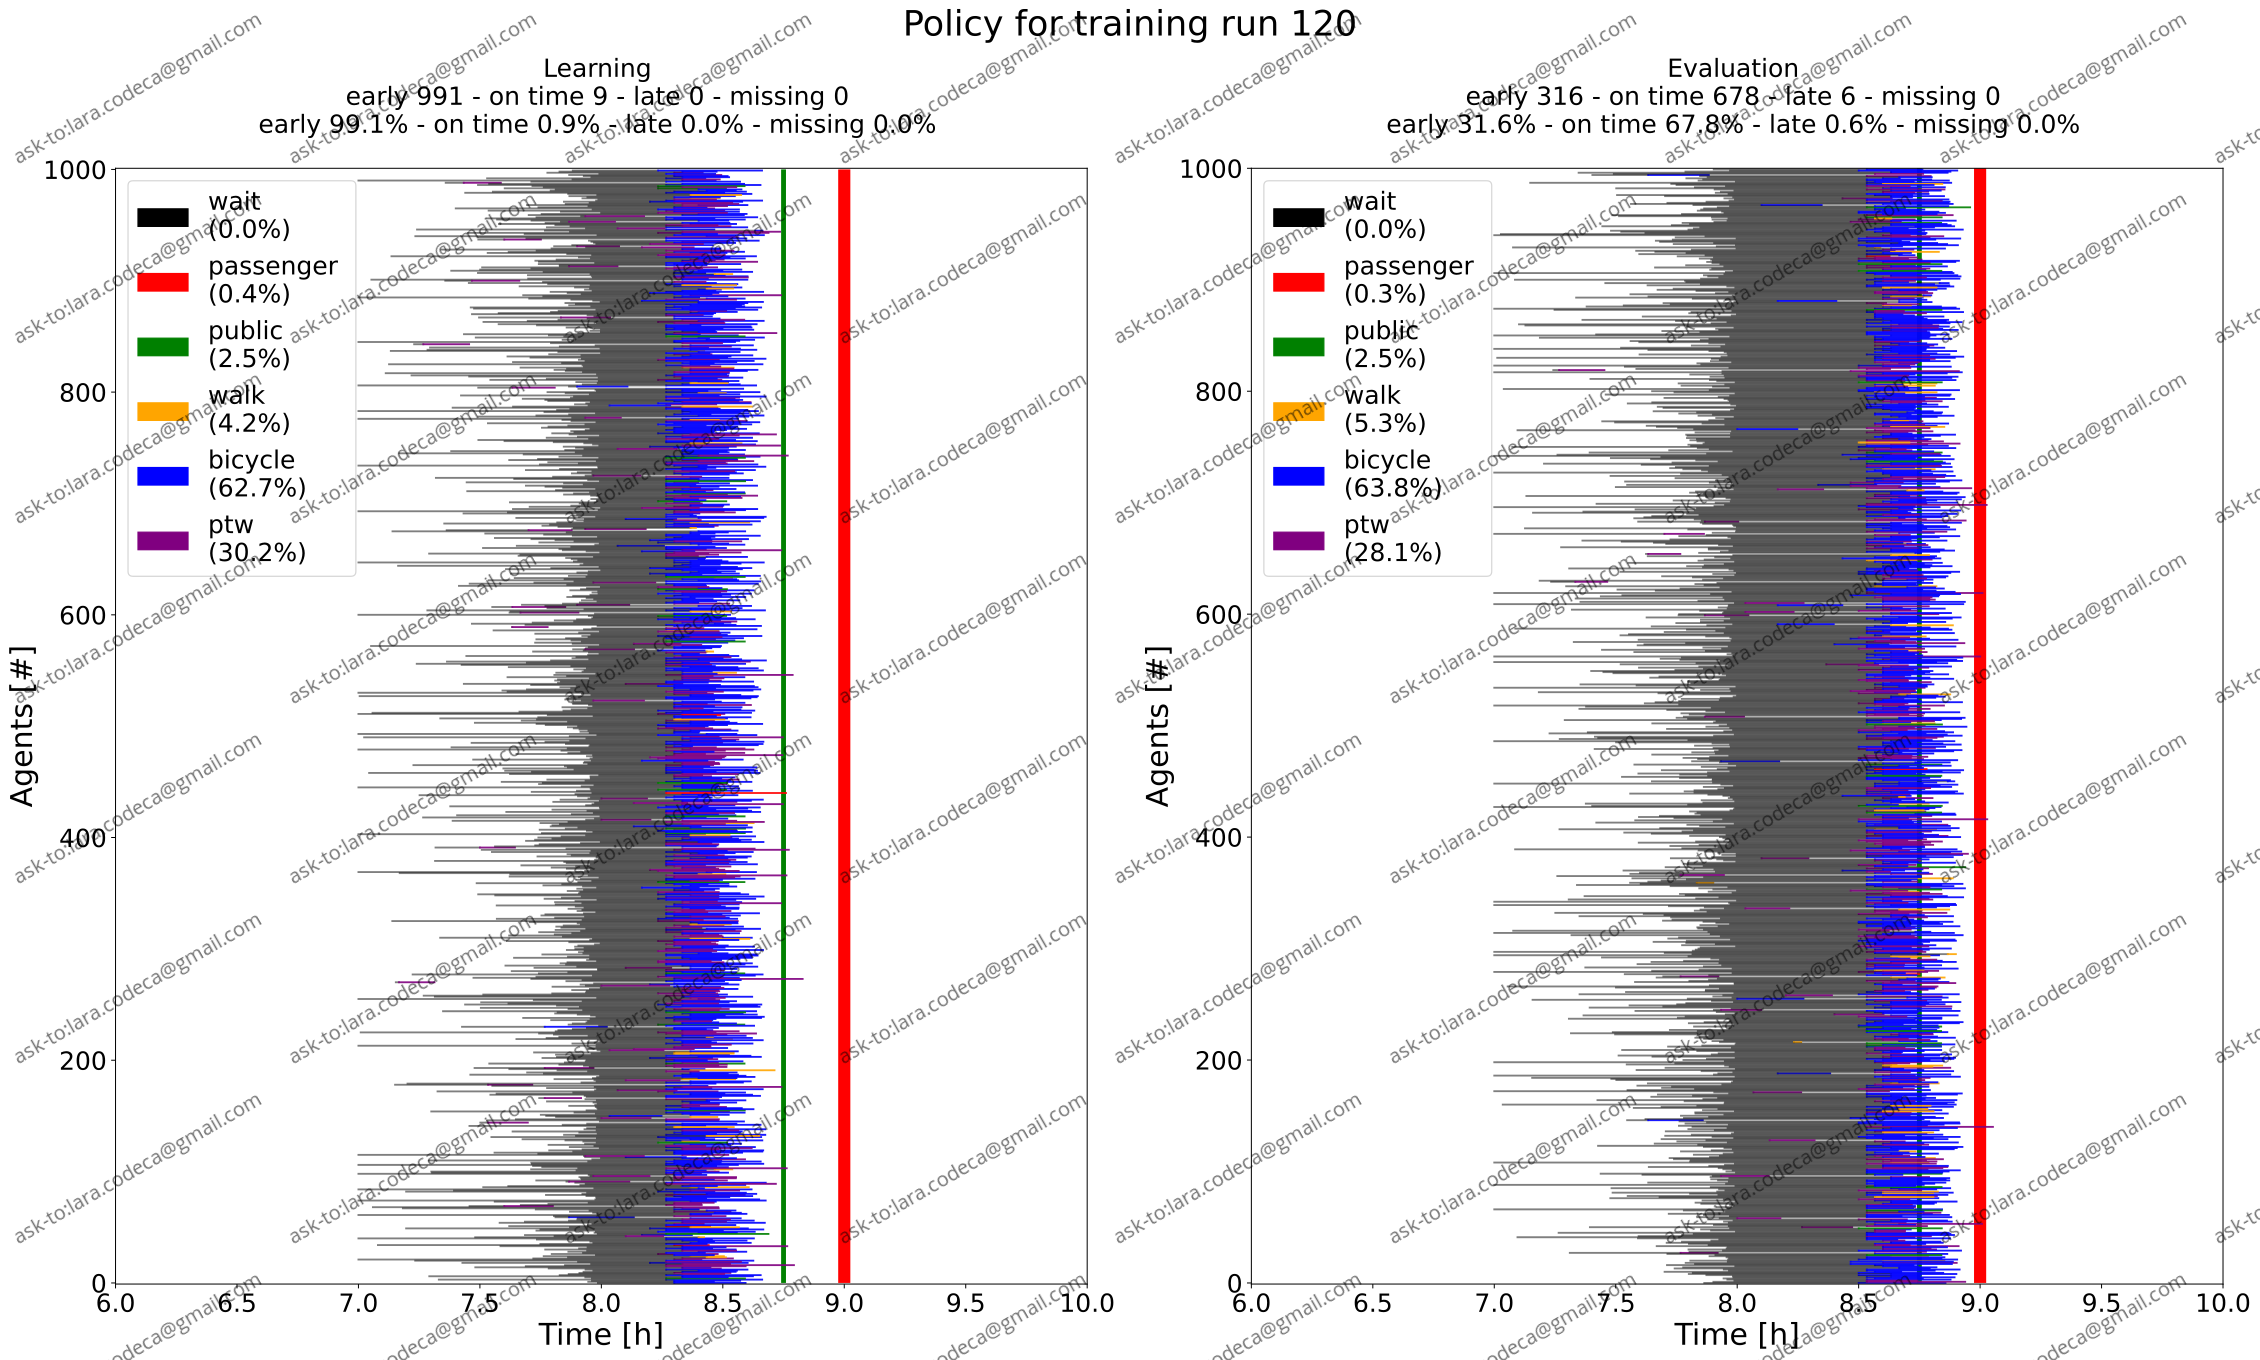 Policy for training run 120
Learning
early 991 - on time 9 - late 0 - missing 0
early 99.1% - on time 0.9% - late 0.0% - missing 0.0%
1000
800
600
400
200
0
Agents [#]
wait
(0.0%)
passenger
(0.4%)
public
(2.5%)
walk
(4.2%)
bicycle
(62.7%)
ptw
(30.2%)
6.0 6.5 7.0 7.5 8.0 8.5 9.0 9.5 10.0
Time [h]
Evaluation
early 316 - on time 678 - late 6 - missing 0
early 31.6% - on time 67.8% - late 0.6% - missing 0.0%
1000
800
600
400
200
0
Agents [#]
wait
(0.0%)
passenger
(0.3%)
public
(2.5%)
walk
(5.3%)
bicycle
(63.8%)
ptw
(28.1%)
6.0 6.5 7.0 7.5 8.0 8.5 9.0 9.5 10.0
Time [h]
ask-to:lara.codeca@gmail.com